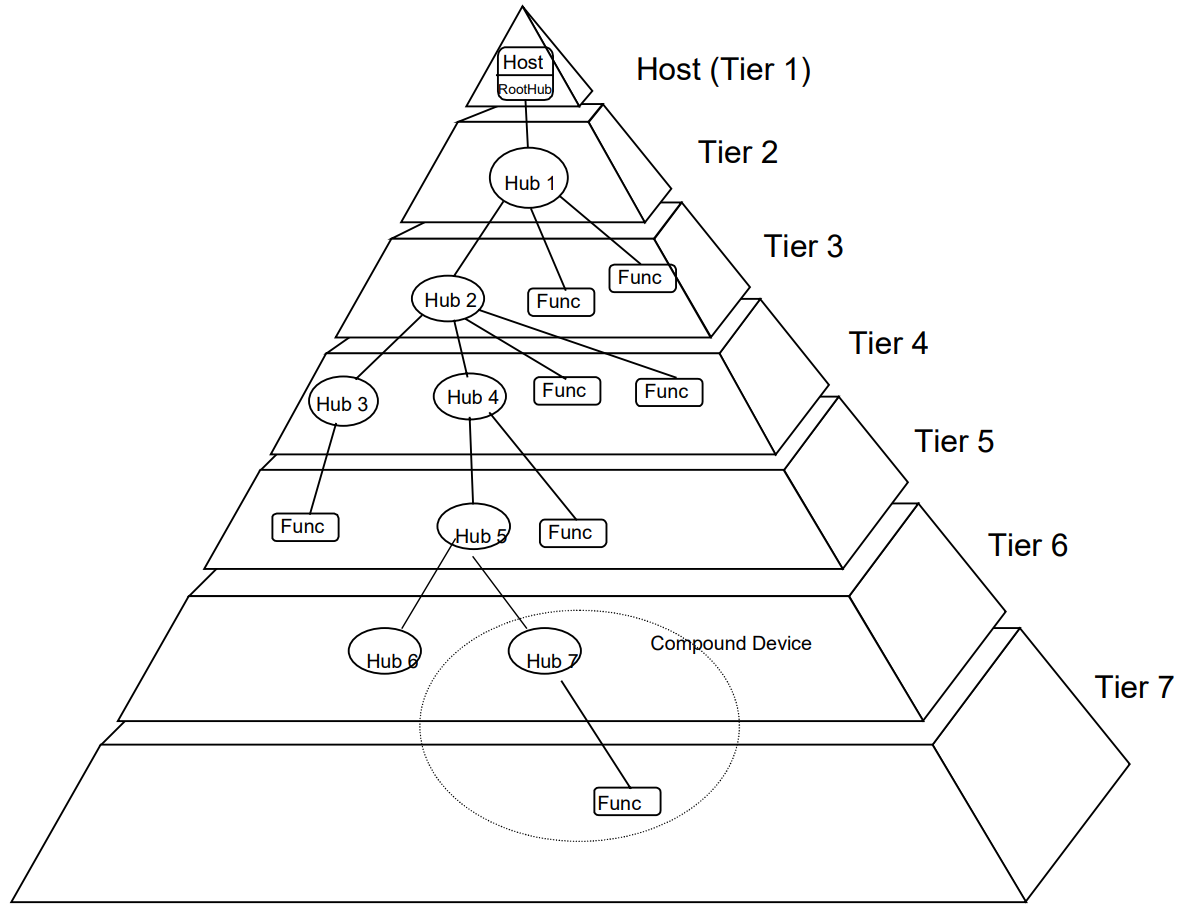 Host
RootHub
Host (Tier 1)
Hub 1
Tier 2
Hub 2
Func
Func
Tier 3
Hub 3
Hub 4
Func
Func
Tier 4
Func
Hub 5
Func
Tier 5
Hub 6
Hub 7
Compound Device
Tier 6
Func
Tier 7